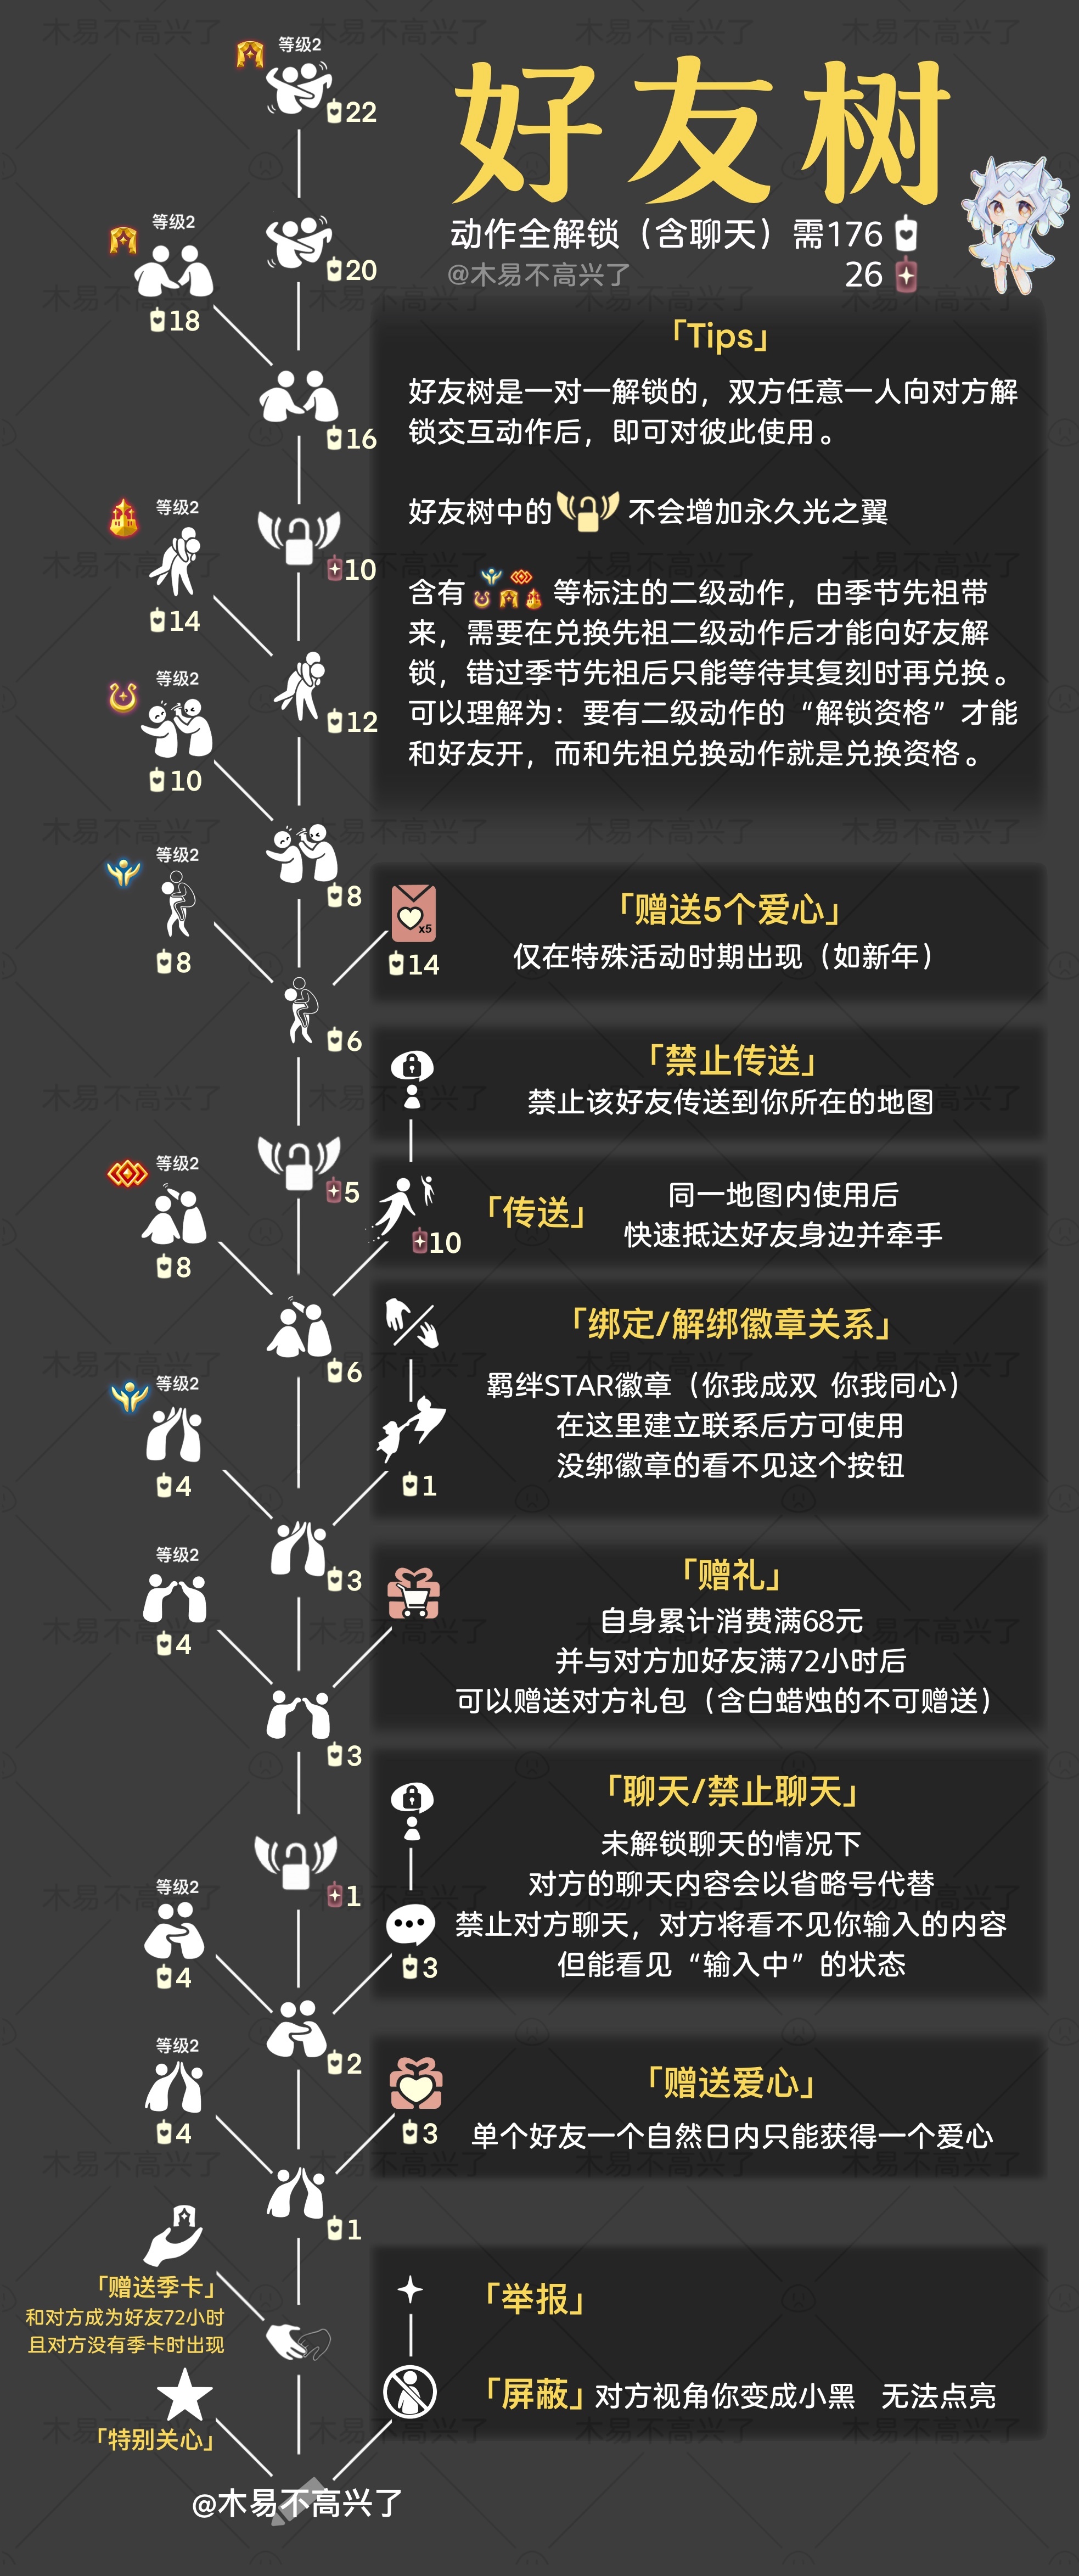 好友树
动作全解锁（含聊天）需176
@木易不高兴了
26
「Tips」
好友树是一对一解锁的，双方任意一人向对方解
锁交互动作后，即可对彼此使用。
好友树中的 不会增加永久光之翼
含有 等标注的二级动作，由季节先祖带
来，需要在兑换先祖二级动作后才能向好友解
锁，错过季节先祖后只能等待其复刻时再兑换。
可以理解为：要有二级动作的“解锁资格”才能
和好友开，而和先祖兑换动作就是兑换资格。
等级2
22
等级2
18
20
16
等级2
14
10
等级2
10
12
等级2
8
8
x5
14
「赠送5个爱心」
仅在特殊活动时期出现（如新年）
6
「禁止传送」
禁止该好友传送到你所在的地图
等级2
8
5
10
「传送」
同一地图内使用后
快速抵达好友身边并牵手
6
「绑定/解绑徽章关系」
羁绊STAR徽章（你我成双 你我同心）
在这里建立联系后方可使用
没绑徽章的看不见这个按钮
等级2
4
1
3
等级2
4
「赠礼」
自身累计消费满68元
并与对方加好友满72小时后
可以赠送对方礼包（含白蜡烛的不可赠送）
3
「聊天/禁止聊天」
未解锁聊天的情况下
对方的聊天内容会以省略号代替
禁止对方聊天，对方将看不见你输入的内容
但能看见“输入中”的状态
1
等级2
4
3
2
等级2
4
3
「赠送爱心」
单个好友一个自然日内只能获得一个爱心
1
「赠送季卡」
和对方成为好友72小时
且对方没有季卡时出现
「举报」
「屏蔽」对方视角你变成小黑 无法点亮
「特别关心」
@木易不高兴了